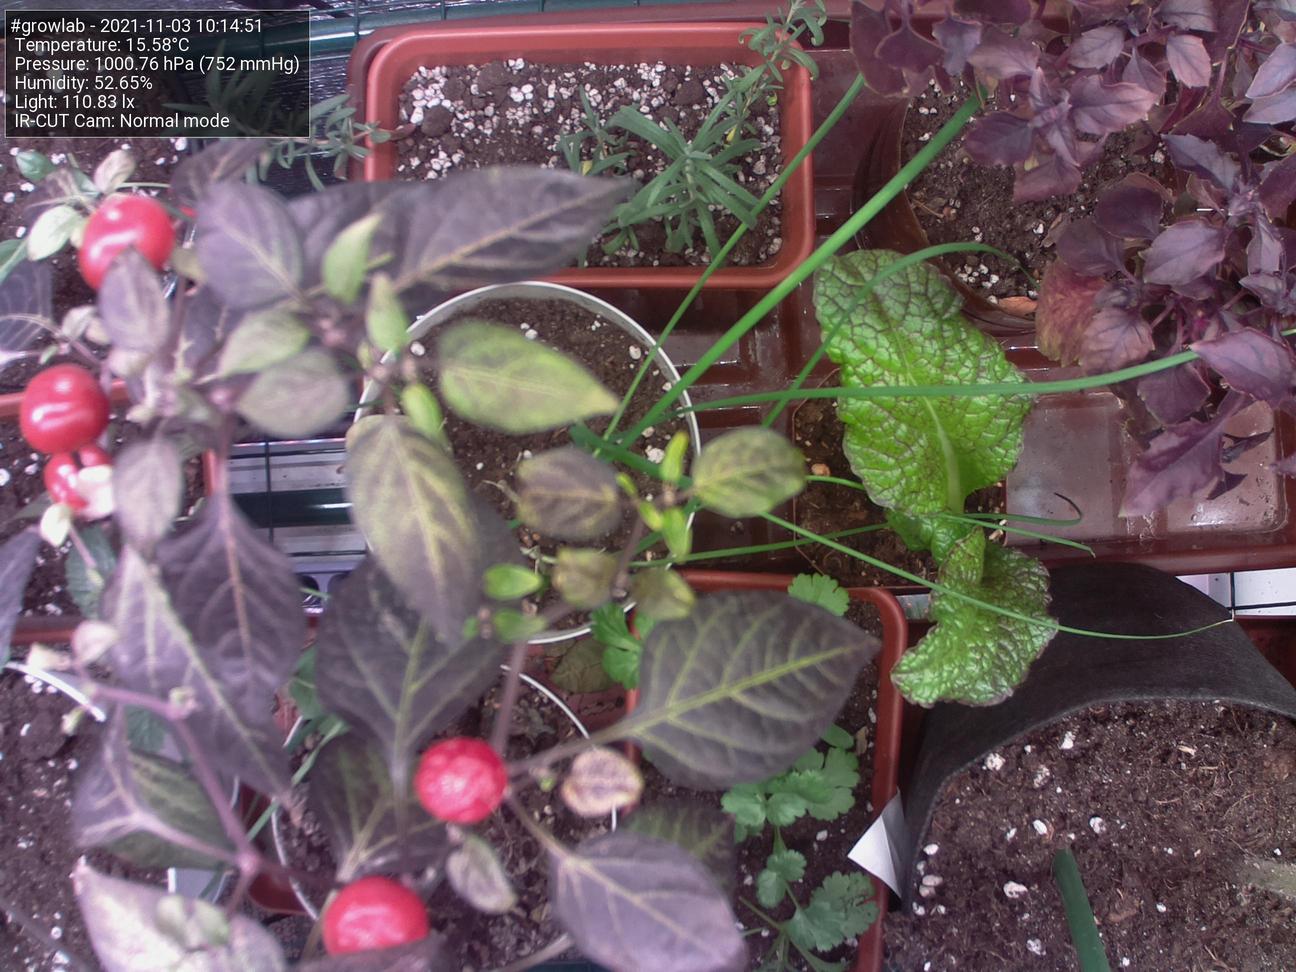 #growlab - 2021-11-03 10:14:51
Temperature: 15.58°C
Pressure: 1000.76 hPa (752 mmHg)
Humidity: 52.65%
Light: 110.83 lx
IR-CUT Cam: Normal mode